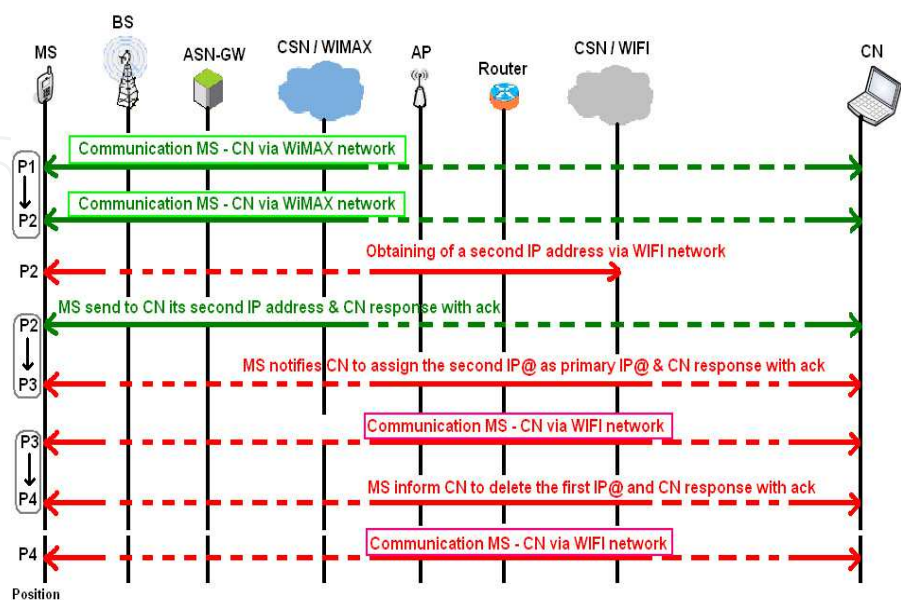 MS
BS
ASN-GW
CSN / WIMAX
AP
Router
CSN / WIFI
CN
Communication MS - CN via WiMAX network
P1
Communication MS - CN via WiMAX network
P2
Obtaining of a second IP address via WIFI network
P2
MS send to CN its second IP address & CN response with ack
P2
MS notifies CN to assign the second IP@ as primary IP@ & CN response with ack
P3
Communication MS - CN via WIFI network
P3
MS inform CN to delete the first IP@ and CN response with ack
P4
Communication MS - CN via WIFI network
P4
Position